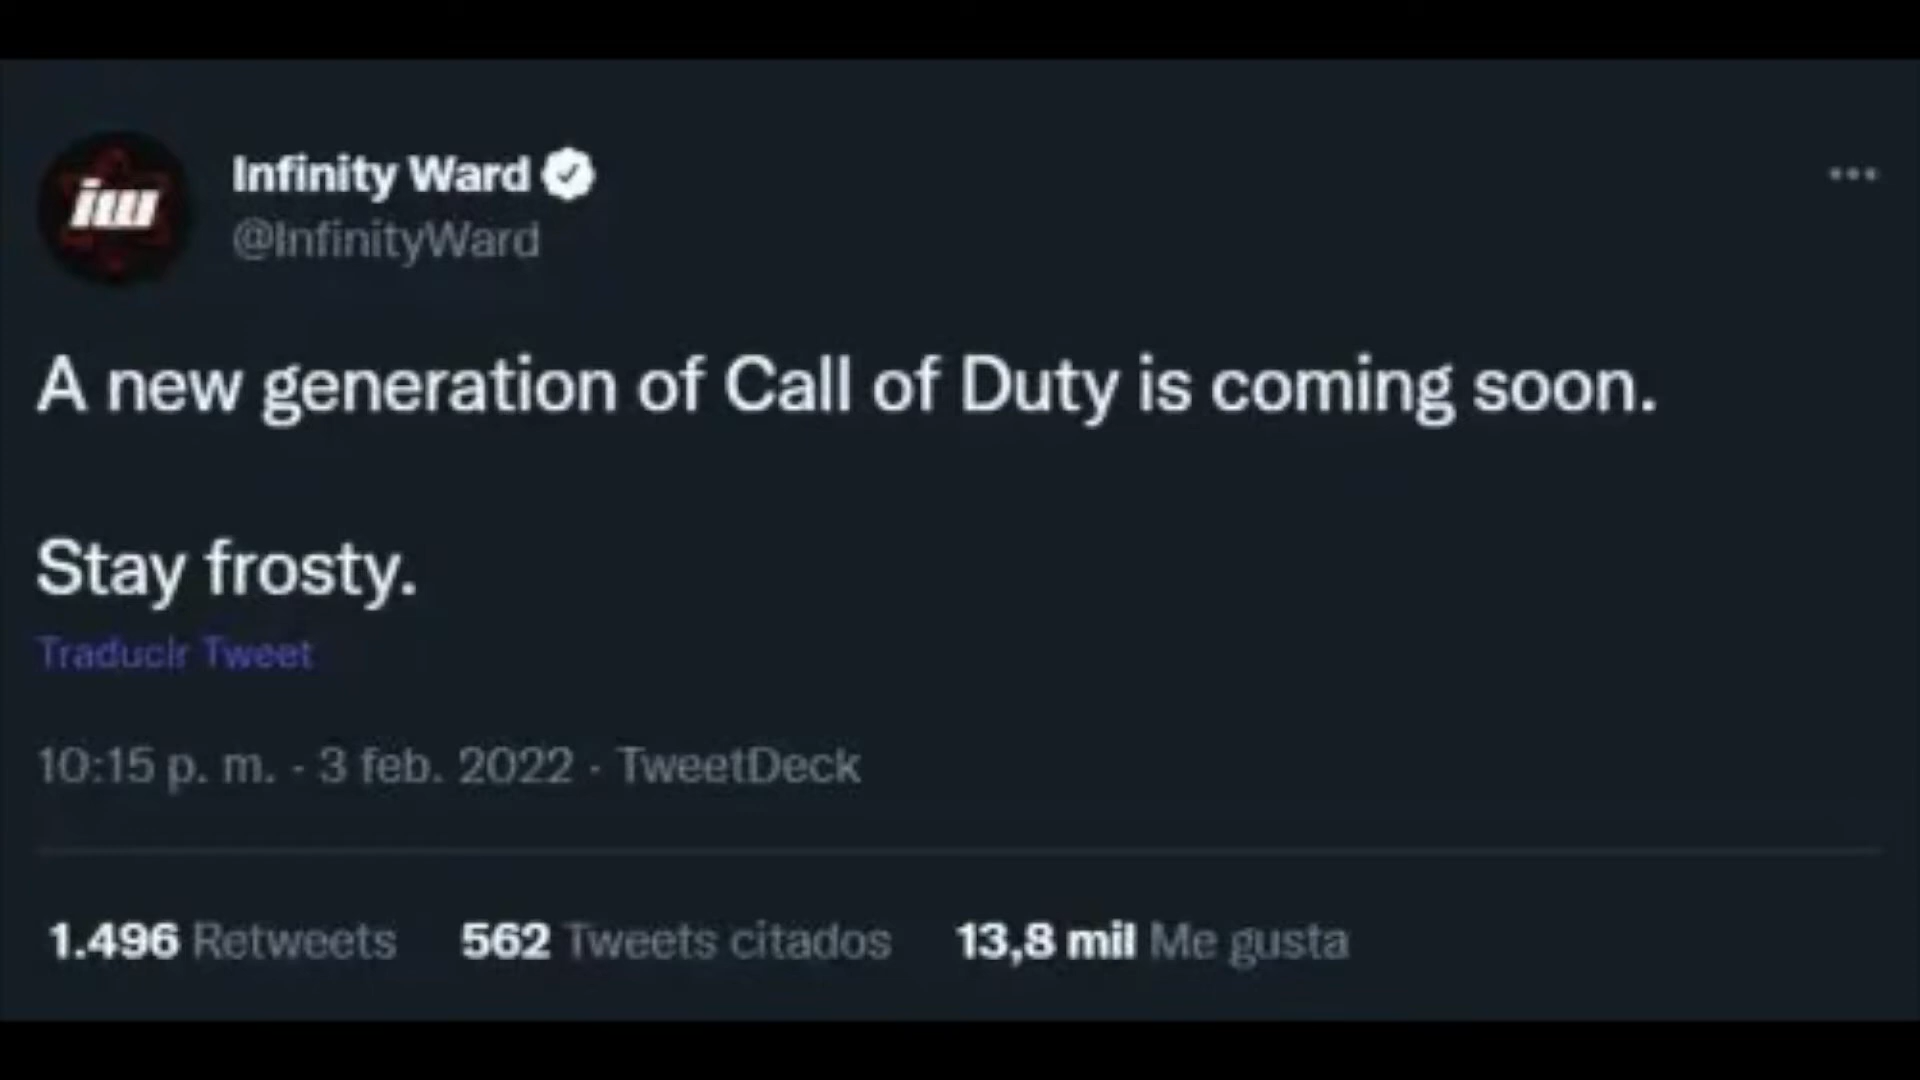 iw
Infinity Ward
@InfinityWard
A new generation of Call of Duty is coming soon.
Stay frosty.
Traducir Tweet
10:15 p. m. · 3 feb. 2022 · TweetDeck
1.496 Retweets 562 Tweets citados 13,8 mil Me gusta